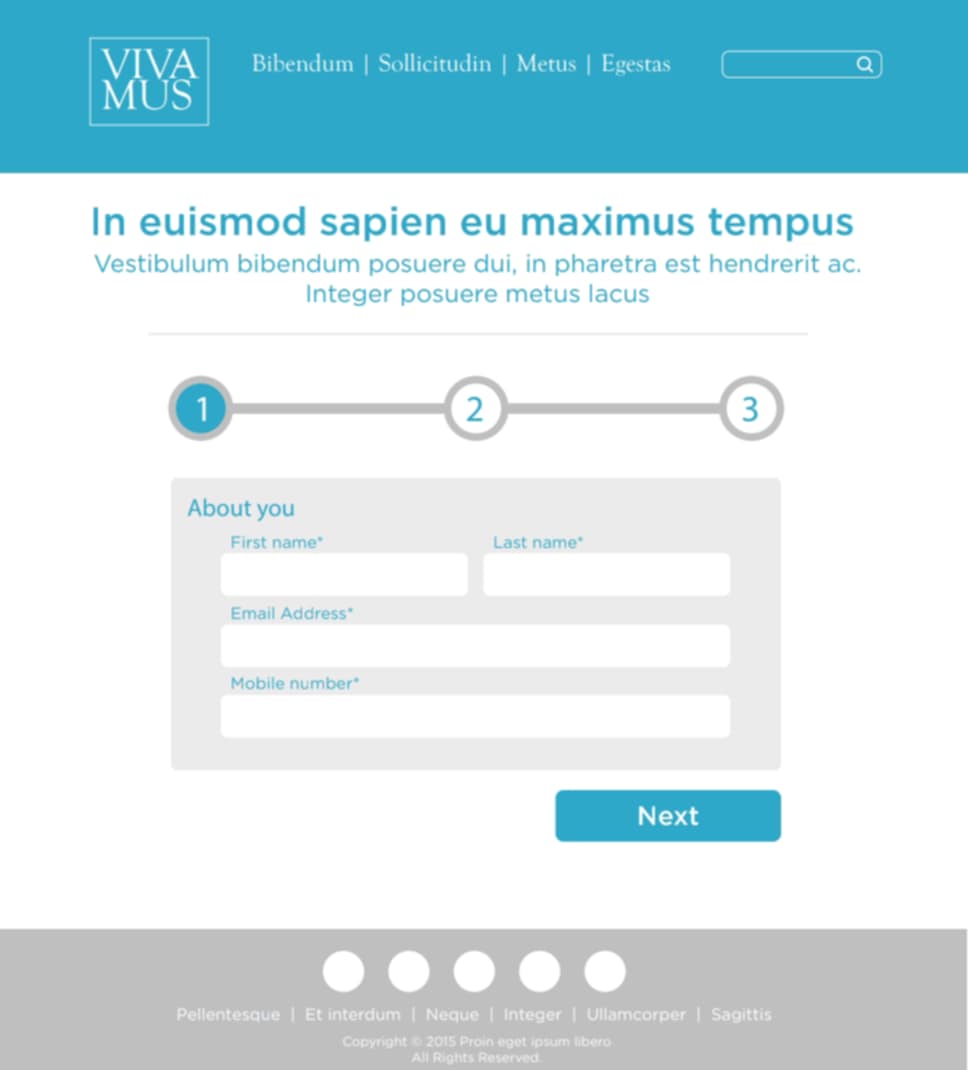 VIVA
MUS
Bibendum | Sollicitudin | Metus | Egestas
In euismod sapien eu maximus tempus
Vestibulum bibendum posuere dui, in pharetra est hendrerit ac.
Integer posuere metus lacus
1 2 3
About you
First name* Last name*
Email Address*
Mobile number*
Next
Pellentesque | Et interdum | Neque | Integer | Ullamcorper | Sagittis
Copyright © 2015 Proin eget ipsum libero
All Rights Reserved.